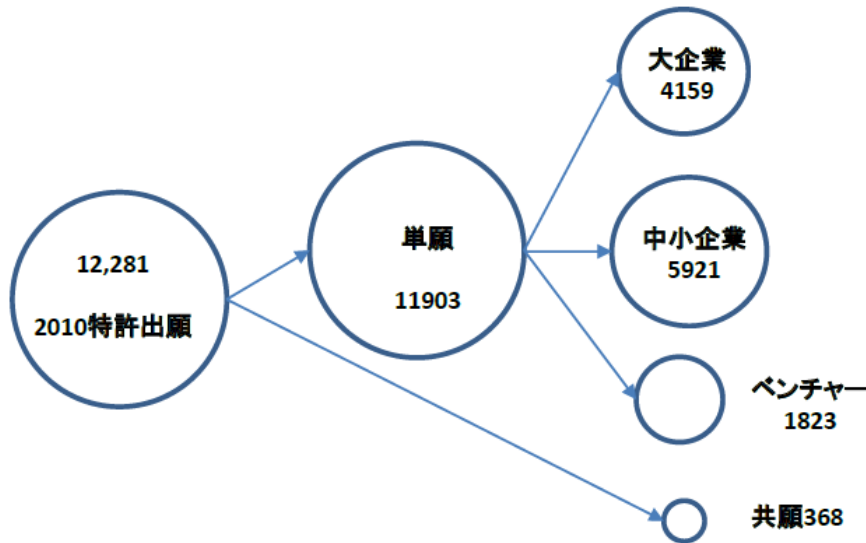 12,281
2010特許出願
単願
11903
大企業
4159
中小企業
5921
ベンチャー
1823
共願368